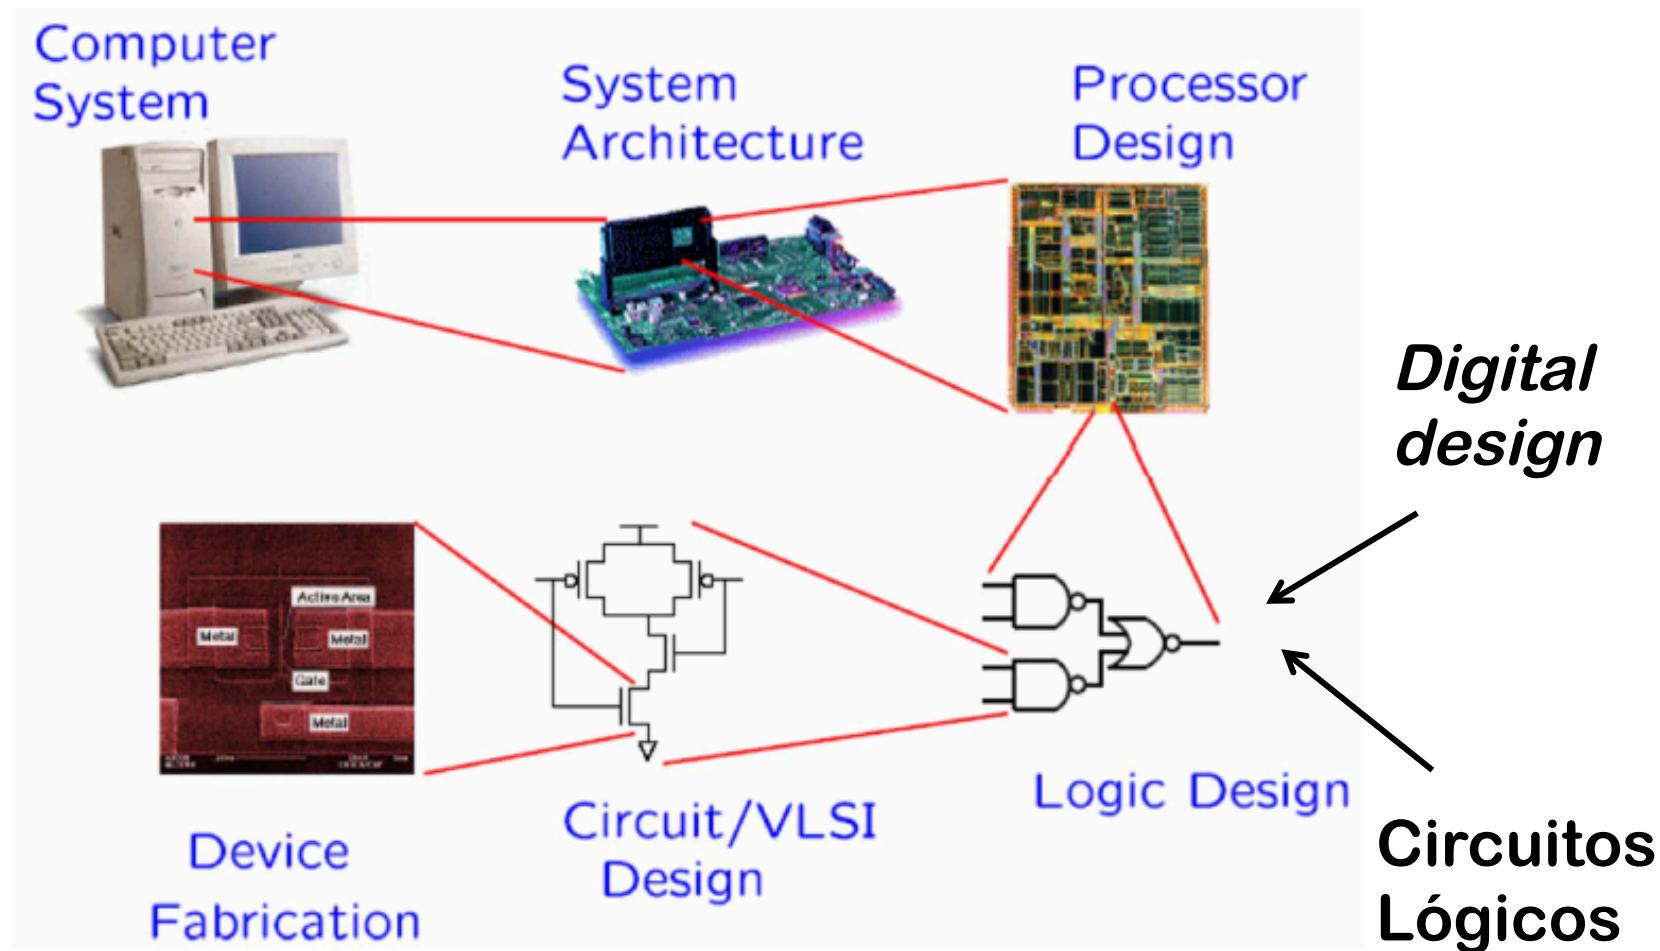 Computer
System
System
Architecture
Processor
Design
Digital
design
Active Area
Metal
Metal
Gate
Metal
Device
Fabrication
Circuit/VLSI
Design
Logic Design
Circuitos
Lógicos